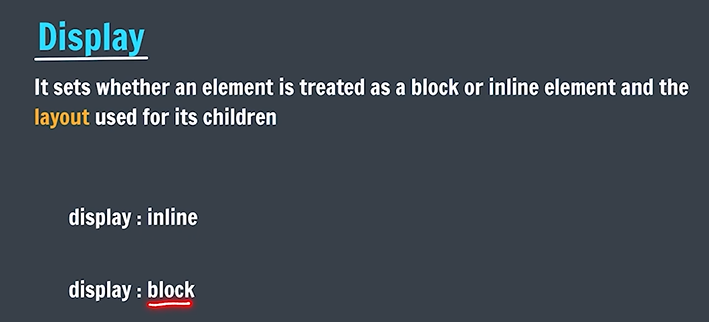 Display
It sets whether an element is treated as a block or inline element and the
layout used for its children
display : inline
display : block